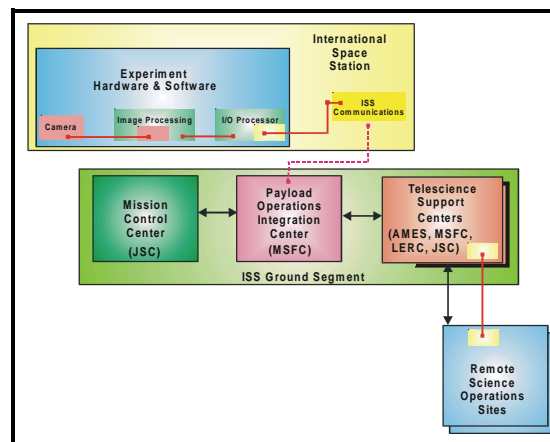 International
Space
Station
Experiment
Hardware & Software
Camera
Image Processing
I/O Processor
ISS
Communications
Mission
Control
Center
(JSC)
Payload
Operations
Integration
Center
(MSFC)
Telescience
Support
Centers
(AMES, MSFC,
LERC, JSC)
ISS Ground Segment
Remote
Science
Operations
Sites